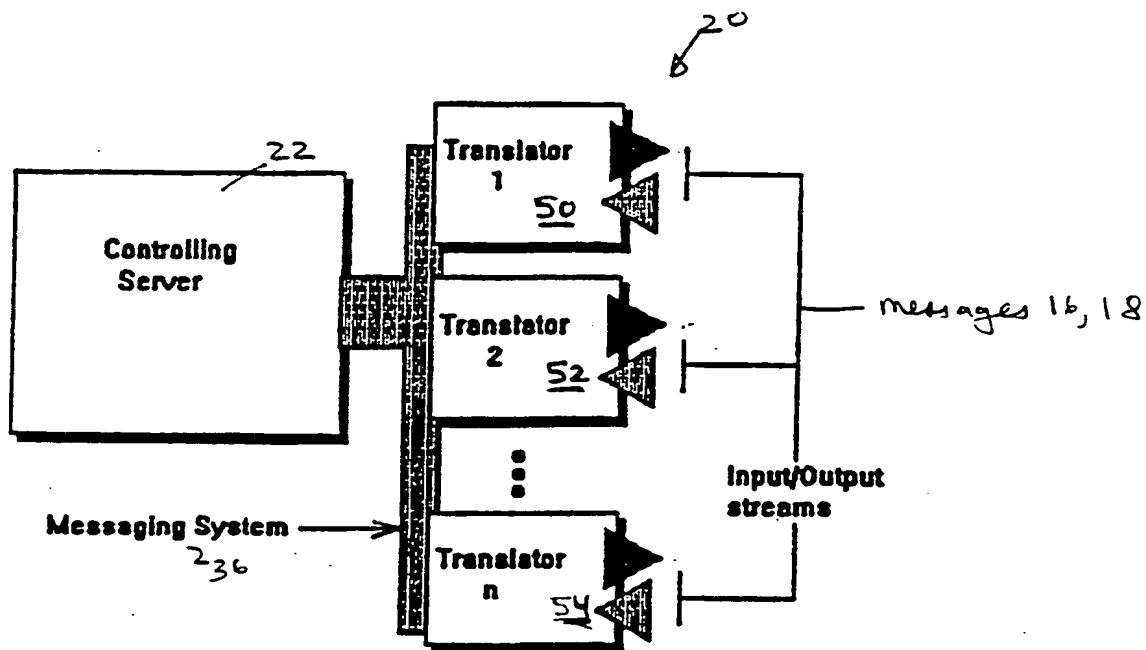 20
22
Controlling
Server
Translator
1
50
Translator
2
52
messages 16, 18
Input/Output
streams
Messaging System
236
Translator
n
54